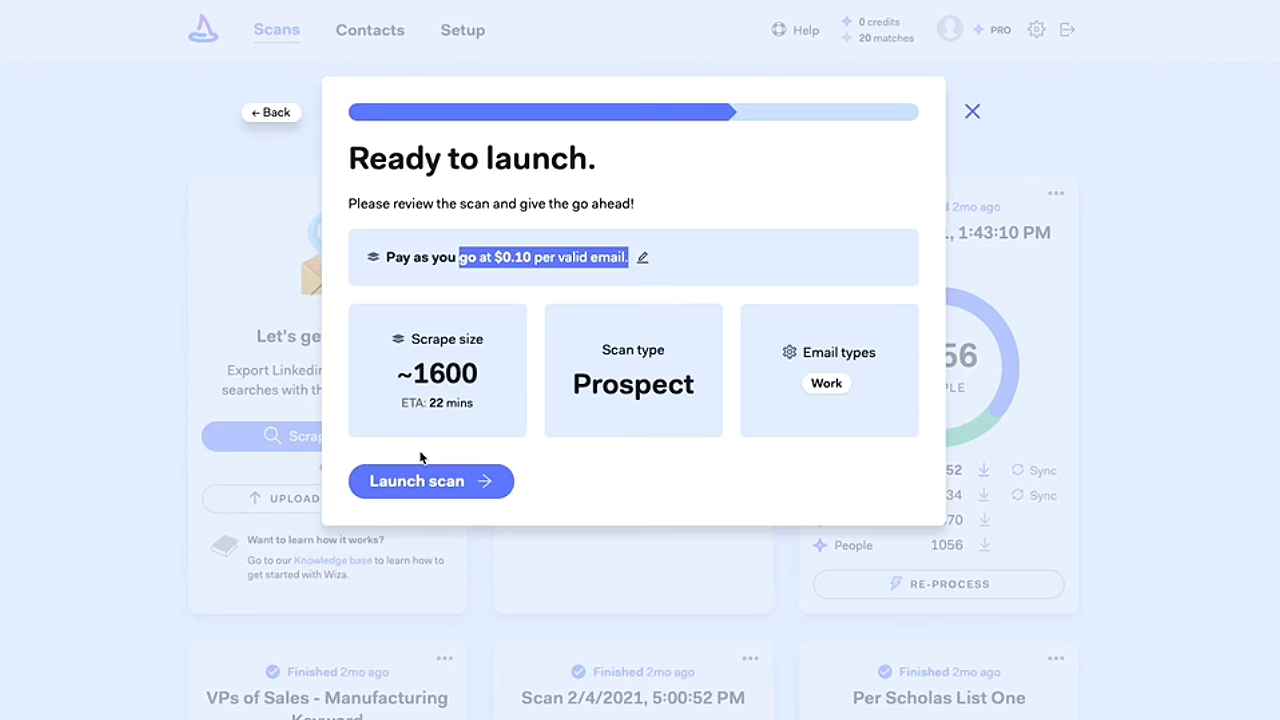 Scans
Contacts
Setup
Help
0 credits
20 matches
PRO
← Back
Ready to launch.
Please review the scan and give the go ahead!
Pay as you go at $0.10 per valid email.
Scrape size
~1600
ETA: 22 mins
Scan type
Prospect
Email types
Work
Launch scan →
Let's ge
Export Linkedin
searches with th
Scrap
UPLOAD
Want to learn how it works?
Go to our Knowledge base to learn how to
get started with Wiza.
d 2mo ago
, 1:43:10 PM
56
PLE
52
Sync
34
Sync
70
People
1056
RE-PROCESS
Finished 2mo ago
VPs of Sales - Manufacturing
Keyword
Finished 2mo ago
Scan 2/4/2021, 5:00:52 PM
Finished 2mo ago
Per Scholas List One